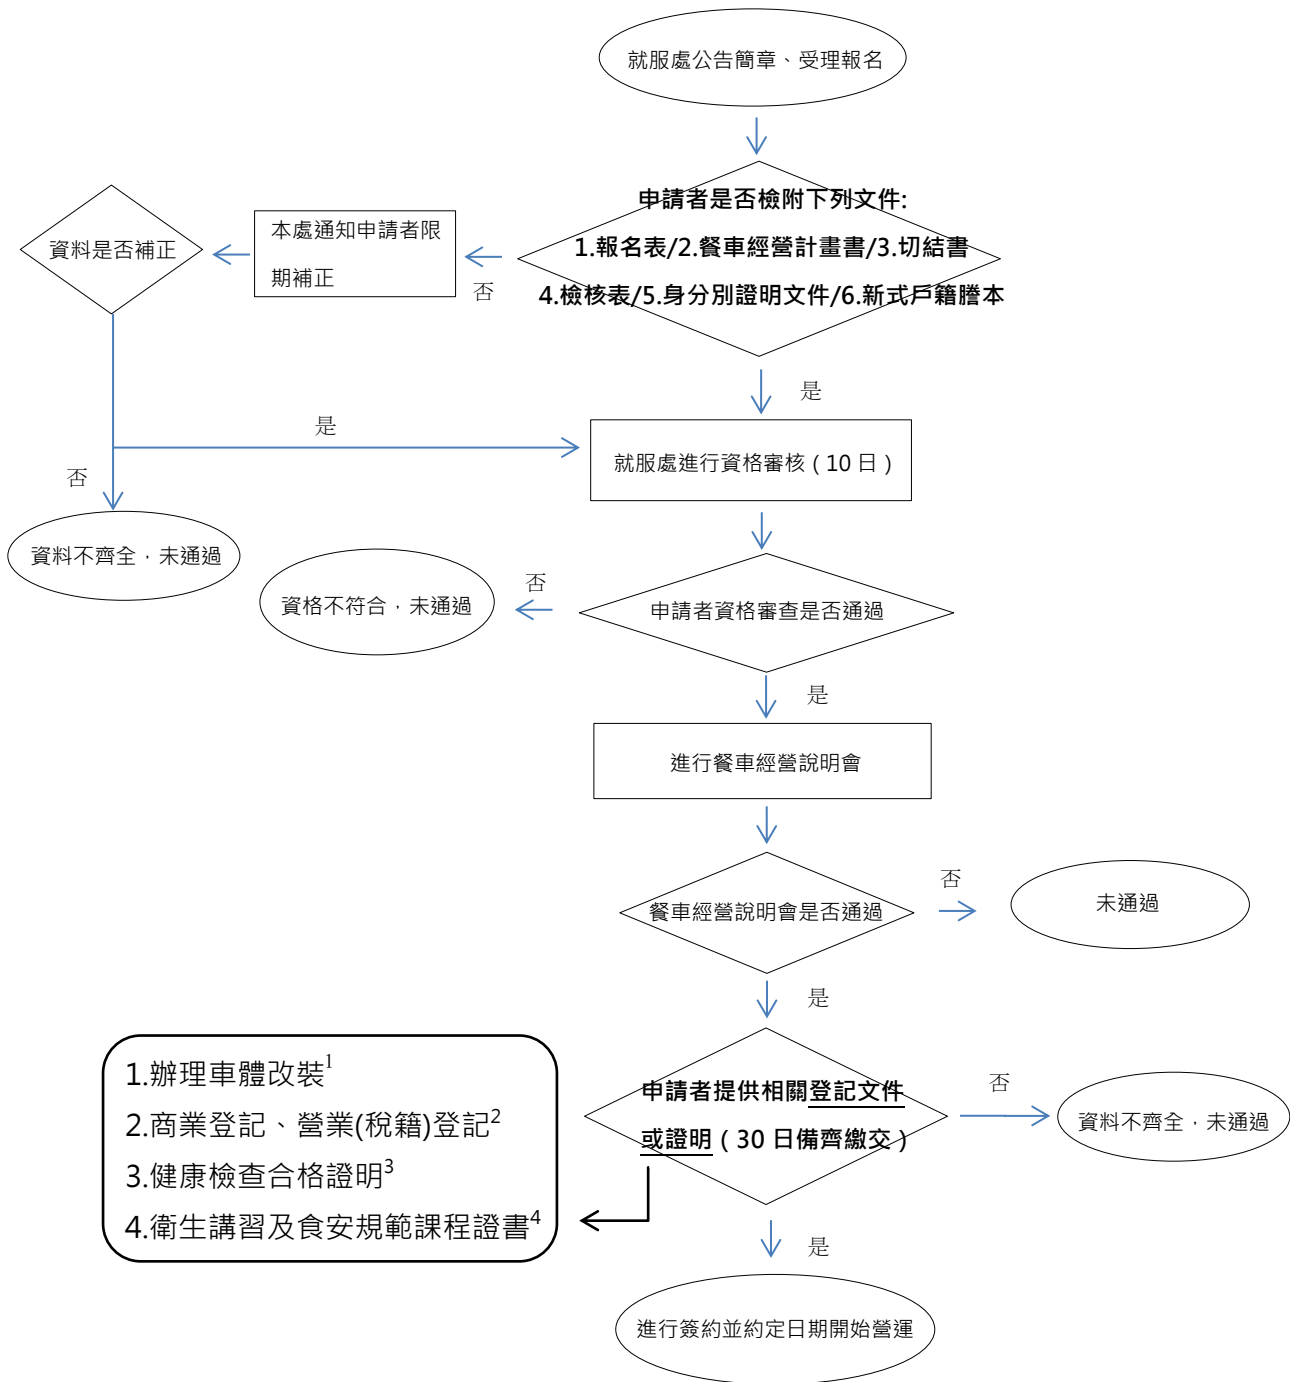 就服處公告簡章、受理報名
申請者是否檢附下列文件:
1.報名表/2.餐車經營計畫書/3.切結書
4.檢核表/5.身分別證明文件/6.新式戶籍謄本
本處通知申請者限
期補正
資料是否補正
否
是
是
就服處進行資格審核(10日)
否
資料不齊全,未通過
否
資格不符合,未通過
申請者資格審查是否通過
是
進行餐車經營說明會
餐車經營說明會是否通過
否
未通過
是
1.辦理車體改裝1
2.商業登記、營業(稅籍)登記2
3.健康檢查合格證明3
4.衛生講習及食安規範課程證書4
申請者提供相關登記文件
或證明(30日備齊繳交)
否
資料不齊全,未通過
是
進行簽約並約定日期開始營運